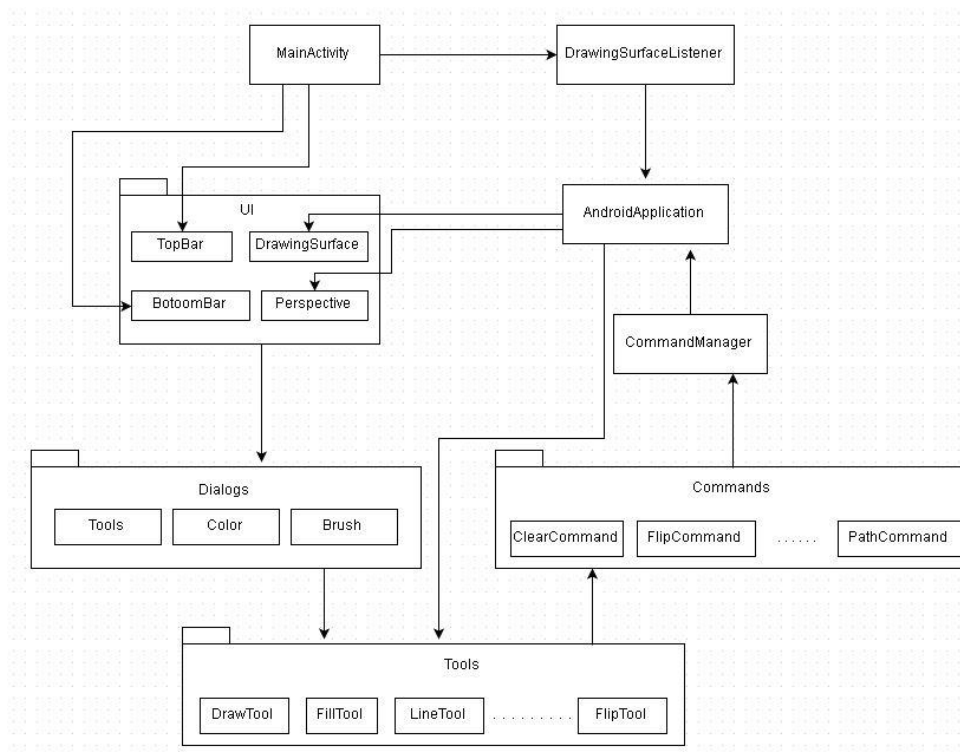 MainActivity
DrawingSurfaceListener
AndroidApplication
UI
TopBar
DrawingSurface
BotoomBar
Perspective
CommandManager
Dialogs
Tools
Color
Brush
Commands
ClearCommand
FlipCommand
. . . . . .
PathCommand
Tools
DrawTool
FillTool
LineTool
. . . . . . . . .
FlipTool